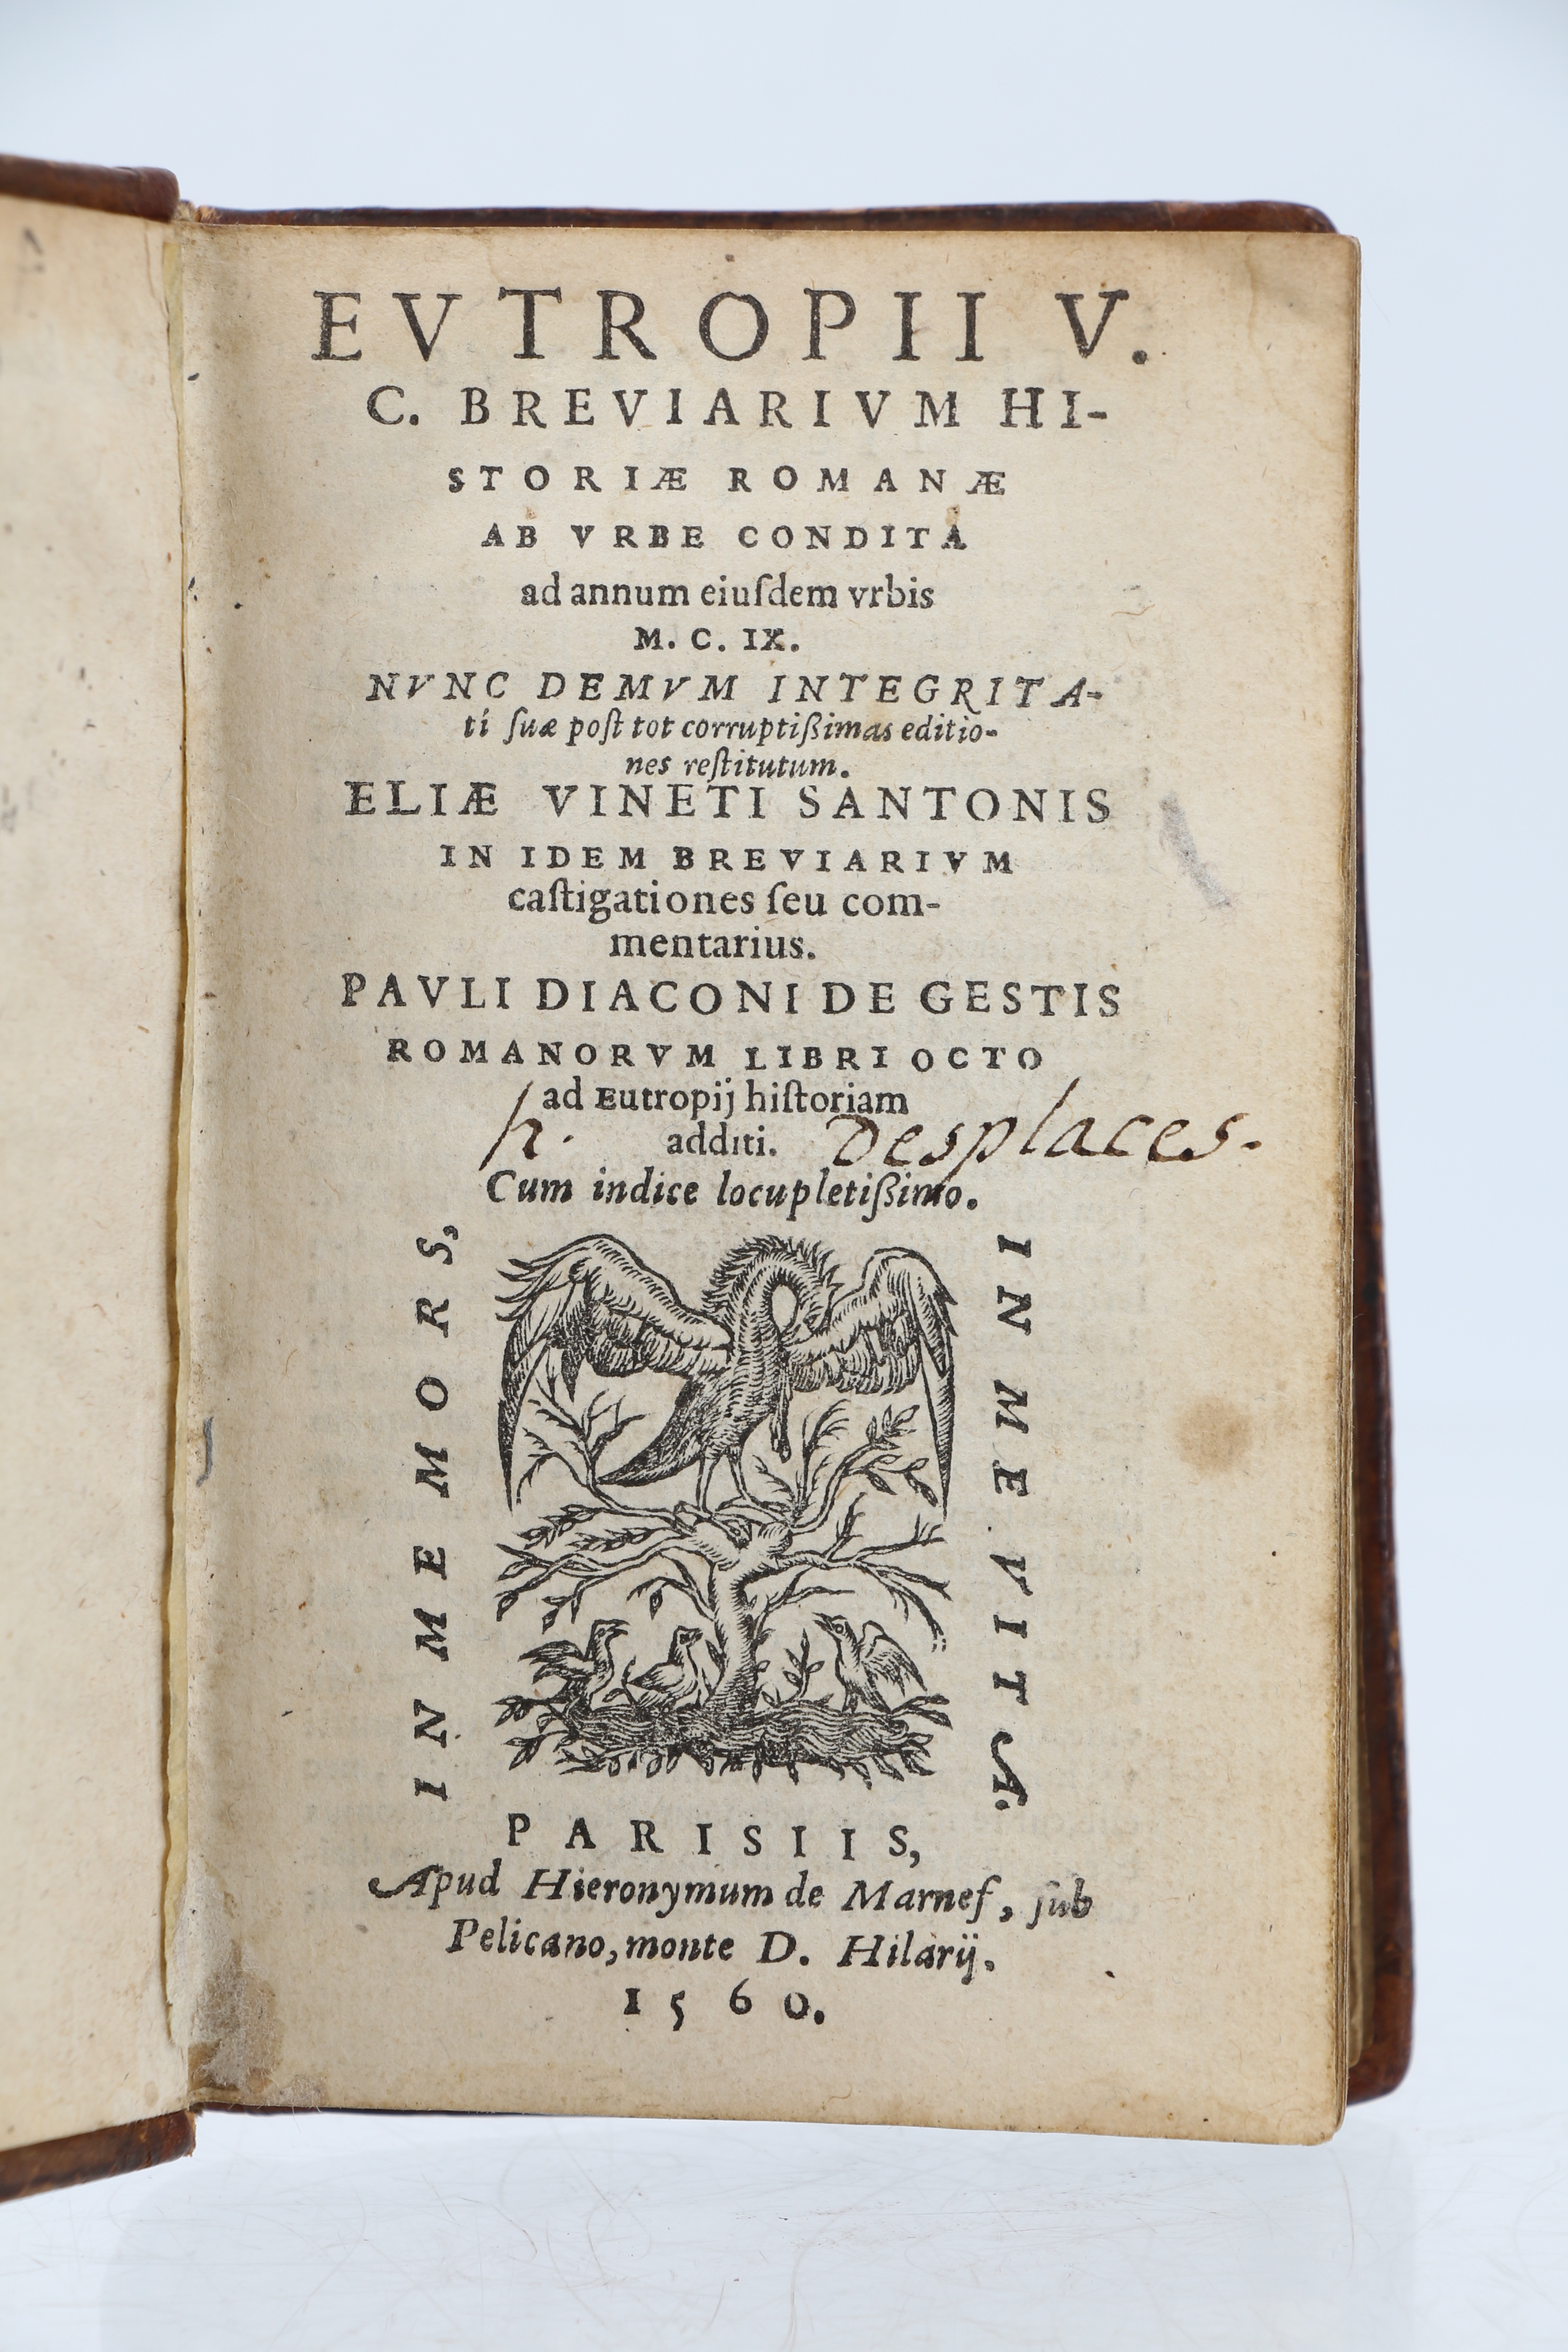 EVTROPII V.
C. BREVIARIVM HI-
STORIÆ ROMANÆ
AB VRBE CONDITA
ad annum eiuſdem vrbis
M. C. IX.
NVNC DEMVM INTEGRITA-
ti ſuæ poſt tot corruptißimas editio-
nes reſtitutum.
ELIÆ VINETI SANTONIS
IN IDEM BREVIARIVM
caſtigationes ſeu com-
mentarius.
PAVLI DIACONI DE GESTIS
ROMANORVM LIBRI OCTO
ad Eutropij hiſtoriam
h. additi. Desplaces.
Cum indice locupletißimo.
IN ME MORS,
IN ME VITA.
PARISIIS,
Apud Hieronymum de Marnef, ſub
Pelicano, monte D. Hilarij.
1560.